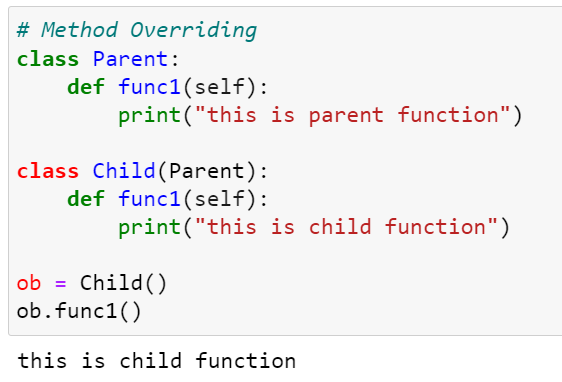 # Method Overriding
class Parent:
    def func1(self):
        print("this is parent function")

class Child(Parent):
    def func1(self):
        print("this is child function")

ob = Child()
ob.func1()
this is child function